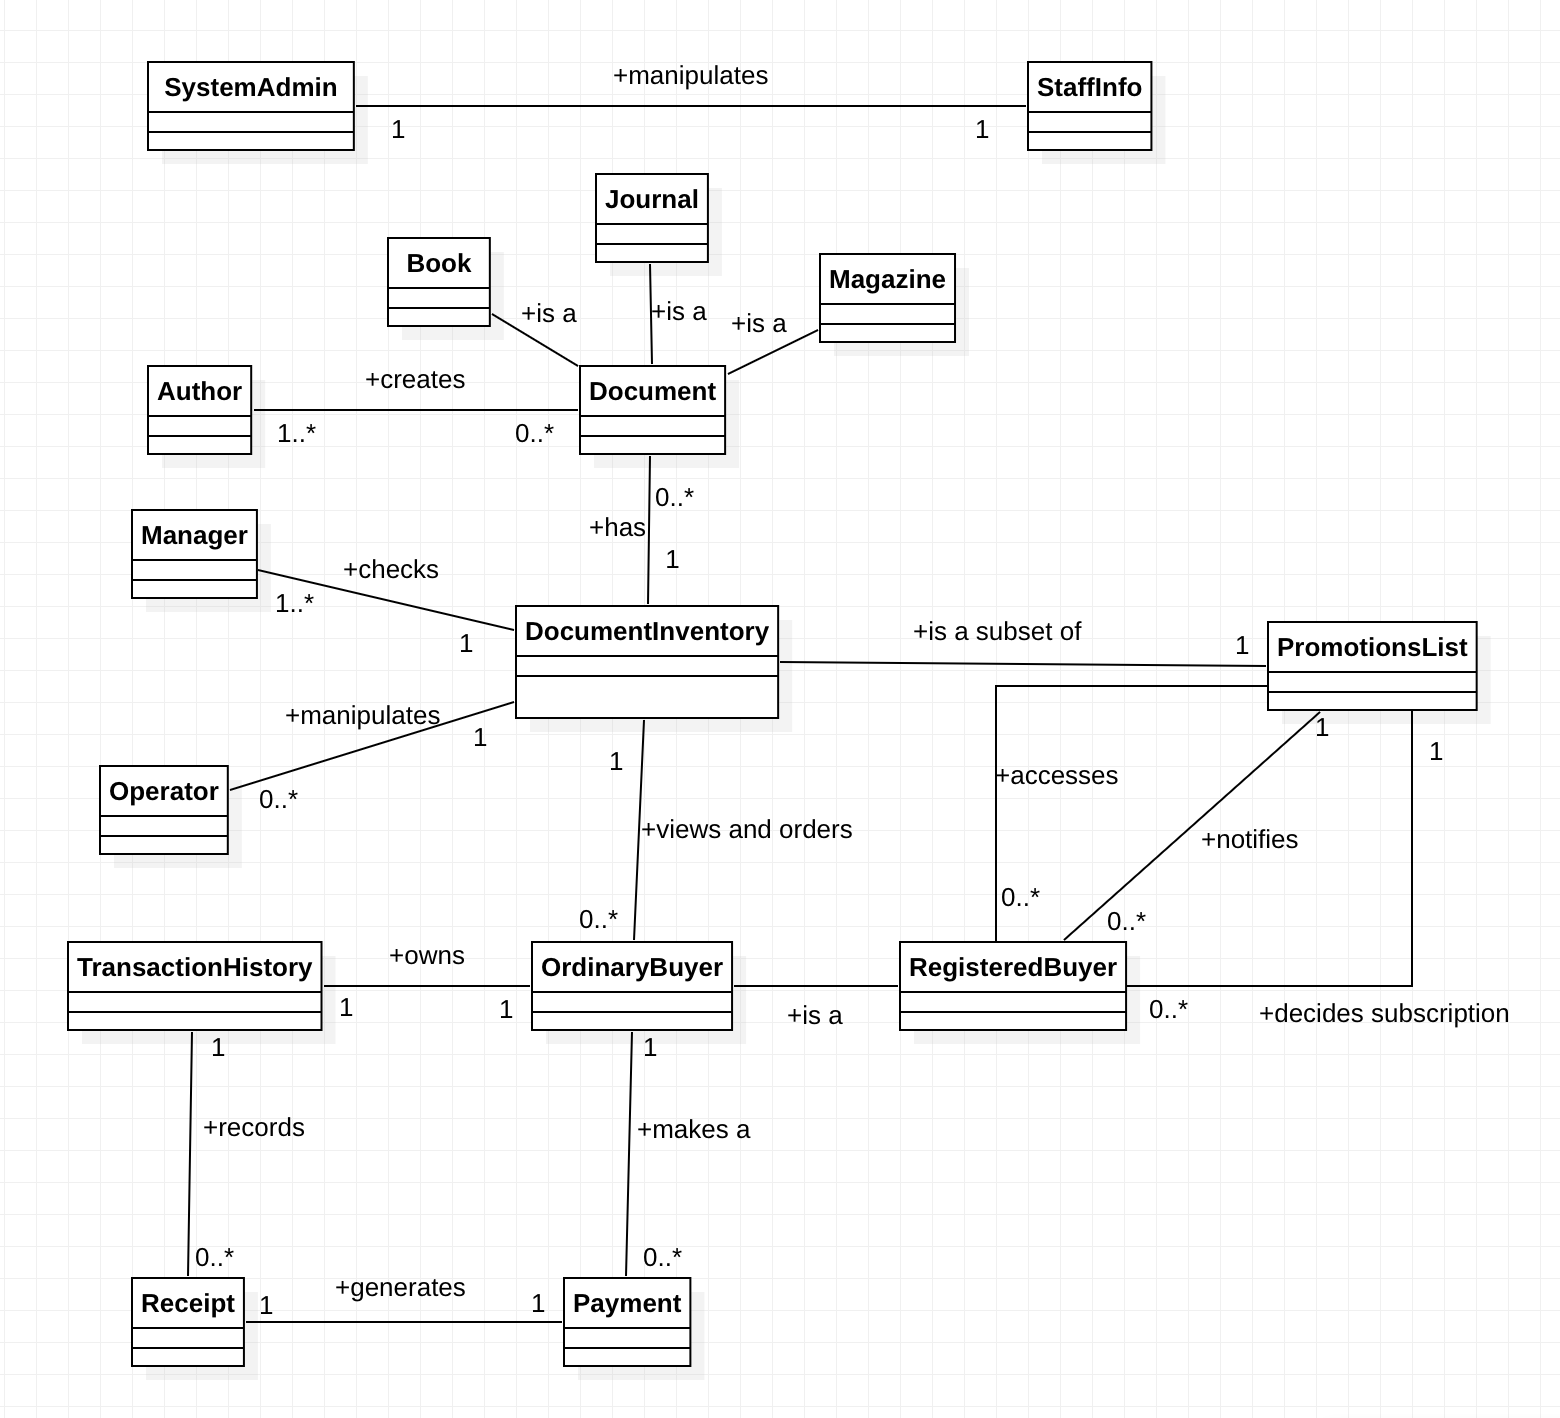 +manipulates
SystemAdmin
StaffInfo
1
1
Journal
Book
Magazine
+is a
+is a
+is a
Author
+creates
Document
1..*
0..*
0..*
+has
Manager
1
+checks
1..*
1
DocumentInventory
+is a subset of
1
PromotionsList
+manipulates
1
1
1
1
Operator
0..*
+accesses
+views and orders
+notifies
0..*
0..*
0..*
TransactionHistory
+owns
OrdinaryBuyer
RegisteredBuyer
1
1
+is a
0..*
+decides subscription
1
1
+records
+makes a
0..*
0..*
Receipt
1
+generates
1
Payment